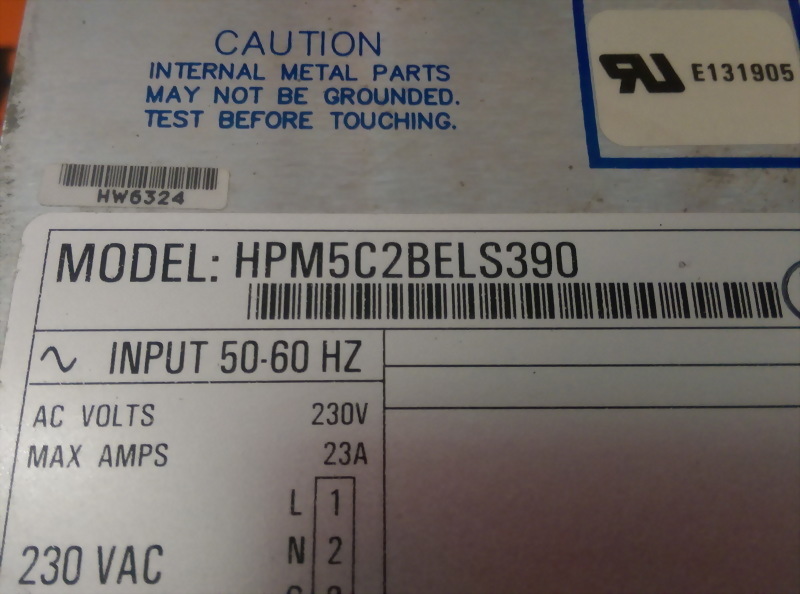 CAUTION
INTERNAL METAL PARTS
MAY NOT BE GROUNDED.
TEST BEFORE TOUCHING.
E131905
HW6324
MODEL: HPM5C2BELS390
∿ INPUT 50-60 HZ
AC VOLTS 230V
MAX AMPS 23A
L 1
N 2
230 VAC